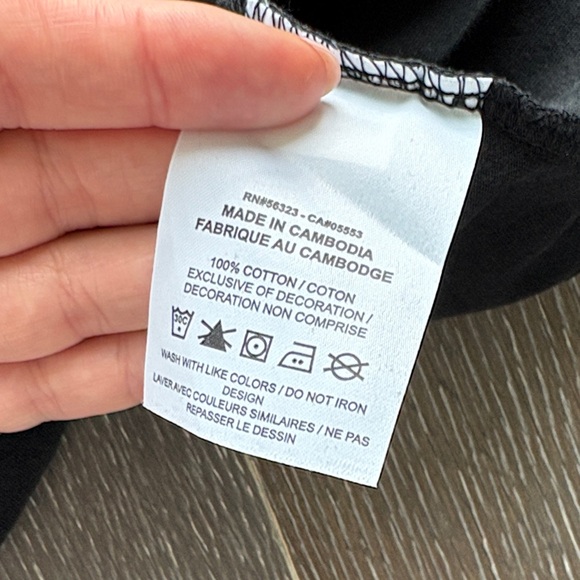 RN#56323 - CA#05553
MADE IN CAMBODIA
FABRIQUE AU CAMBODGE
100% COTTON / COTON
EXCLUSIVE OF DECORATION /
DECORATION NON COMPRISE
30C
WASH WITH LIKE COLORS / DO NOT IRON
DESIGN
LAVER AVEC COULEURS SIMILAIRES / NE PAS
REPASSER LE DESSIN